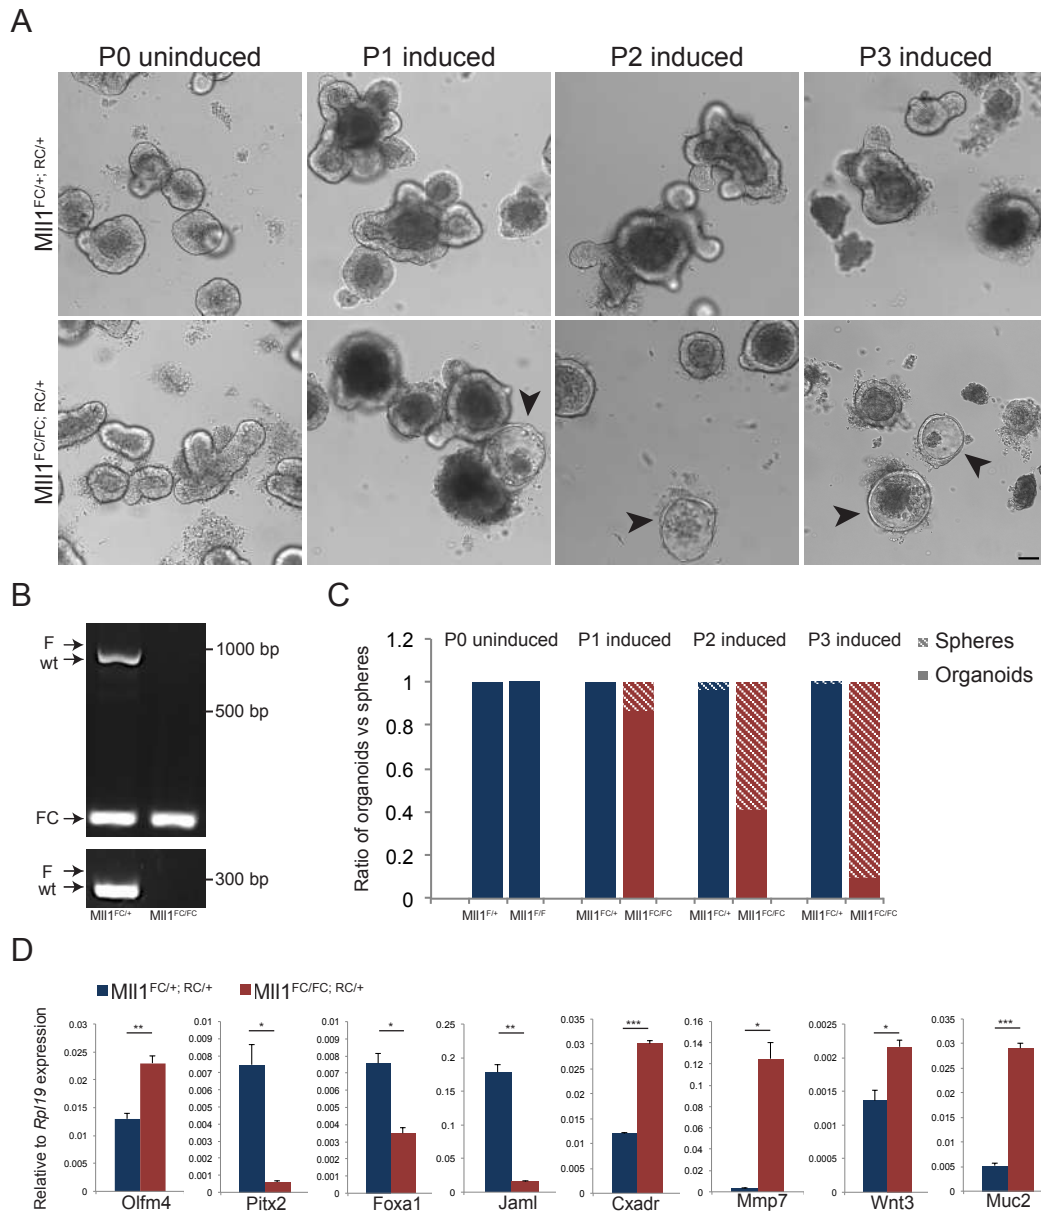 A
P0 uninduced P1 induced P2 induced P3 induced
Mll1FC/+; RC/+
Mll1FC/FC; RC/+
B
F
wt
1000 bp
500 bp
FC
F
wt
300 bp
Mll1FC/+ Mll1FC/FC
C
Ratio of organoids vs spheres
1.2
1
0.8
0.6
0.4
0.2
0
P0 uninduced P1 induced P2 induced P3 induced
Spheres
Organoids
Mll1F/+ Mll1F/F Mll1FC/+ Mll1FC/FC Mll1FC/+ Mll1FC/FC Mll1FC/+ Mll1FC/FC
D
Mll1FC/+; RC/+ Mll1FC/FC; RC/+
Relative to Rpl19 expression
0.03
0.025
0.02
0.015
0.01
0.005
0
**
Olfm4
0.01
0.009
0.008
0.007
0.006
0.005
0.004
0.003
0.002
0.001
0
*
Pitx2
0.01
0.009
0.008
0.007
0.006
0.005
0.004
0.003
0.002
0.001
0
*
Foxa1
0.25
0.2
0.15
0.1
0.05
0
**
Jaml
0.035
0.03
0.025
0.02
0.015
0.01
0.005
0
***
Cxadr
0.16
0.14
0.12
0.1
0.08
0.06
0.04
0.02
0
*
Mmp7
0.0025
0.002
0.0015
0.001
0.0005
0
*
Wnt3
0.035
0.03
0.025
0.02
0.015
0.01
0.005
0
***
Muc2